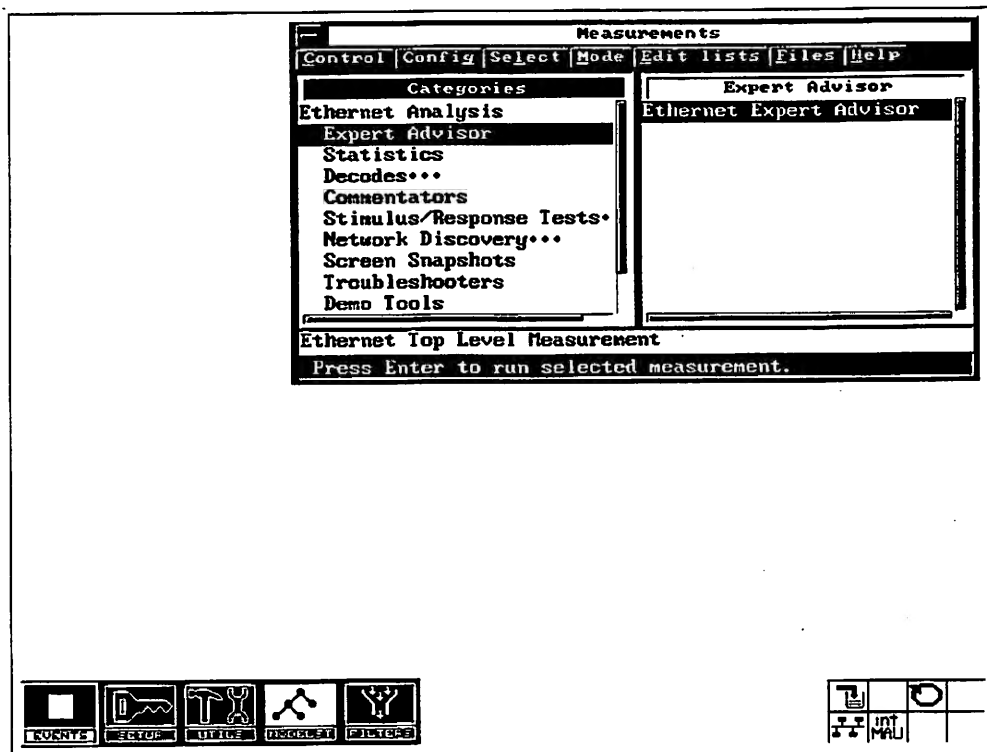 Measurements
Control Config Select Mode Edit lists Files Help
Categories
Expert Advisor
Ethernet Analysis
Ethernet Expert Advisor
Expert Advisor
Statistics
Decodes•••
Commentators
Stimulus/Response Tests•
Network Discovery•••
Screen Snapshots
Troubleshooters
Demo Tools
Ethernet Top Level Measurement
Press Enter to run selected measurement.
EVENTS SETUP UTILS FILTERS
int
MAU